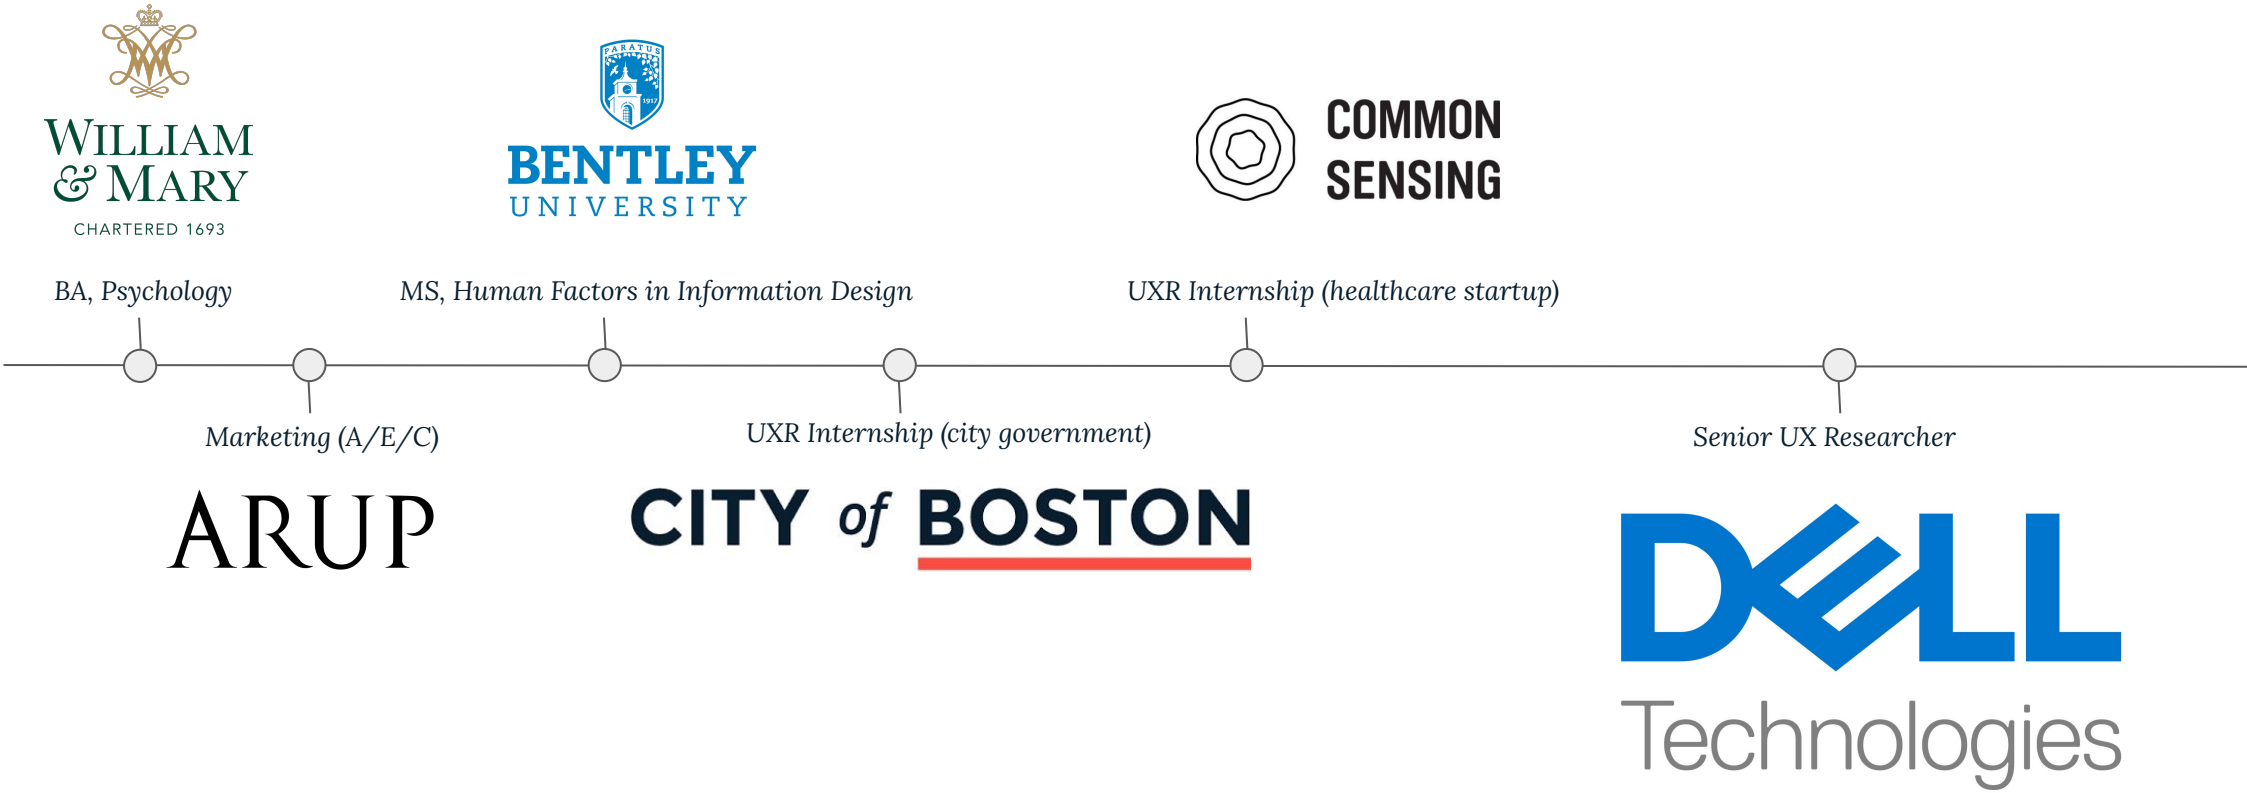 WILLIAM
& MARY
CHARTERED 1693
BA, Psychology
Marketing (A/E/C)
ARUP
PARATUS
1917
BENTLEY
UNIVERSITY
MS, Human Factors in Information Design
UXR Internship (city government)
CITY of BOSTON
COMMON
SENSING
UXR Internship (healthcare startup)
Senior UX Researcher
DELL
Technologies